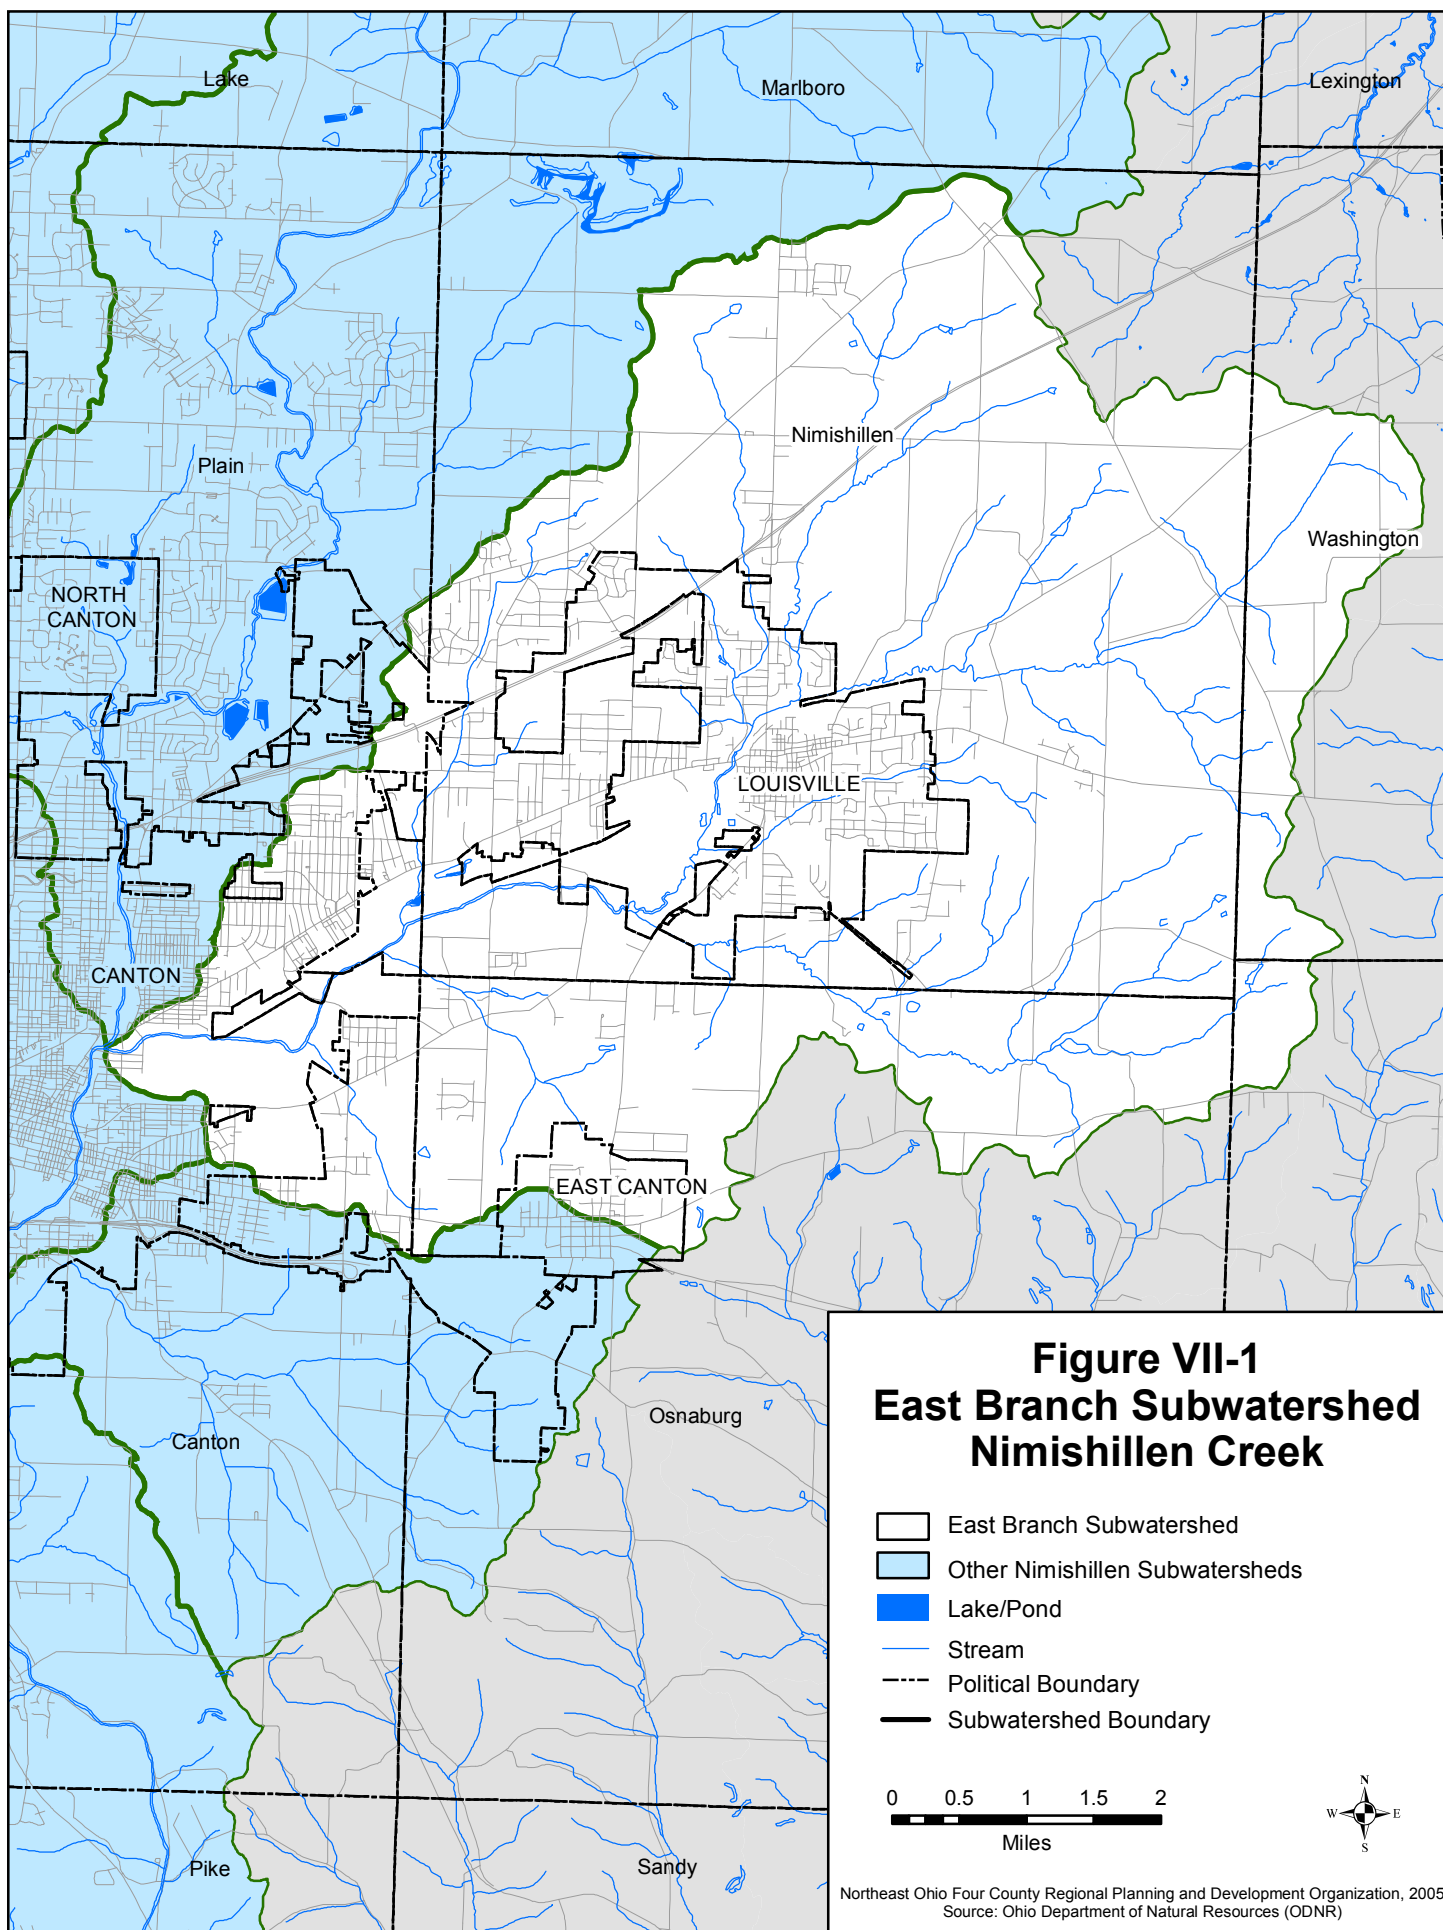 Lake
Marlboro
Lexington
Nimishillen
Plain
Washington
NORTH
CANTON
LOUISVILLE
CANTON
EAST CANTON
Osnaburg
Canton
Pike
Sandy
Figure VII-1
East Branch Subwatershed
Nimishillen Creek
East Branch Subwatershed
Other Nimishillen Subwatersheds
Lake/Pond
Stream
Political Boundary
Subwatershed Boundary
0 0.5 1 1.5 2
Miles
N
W E
S
Northeast Ohio Four County Regional Planning and Development Organization, 2005
Source: Ohio Department of Natural Resources (ODNR)